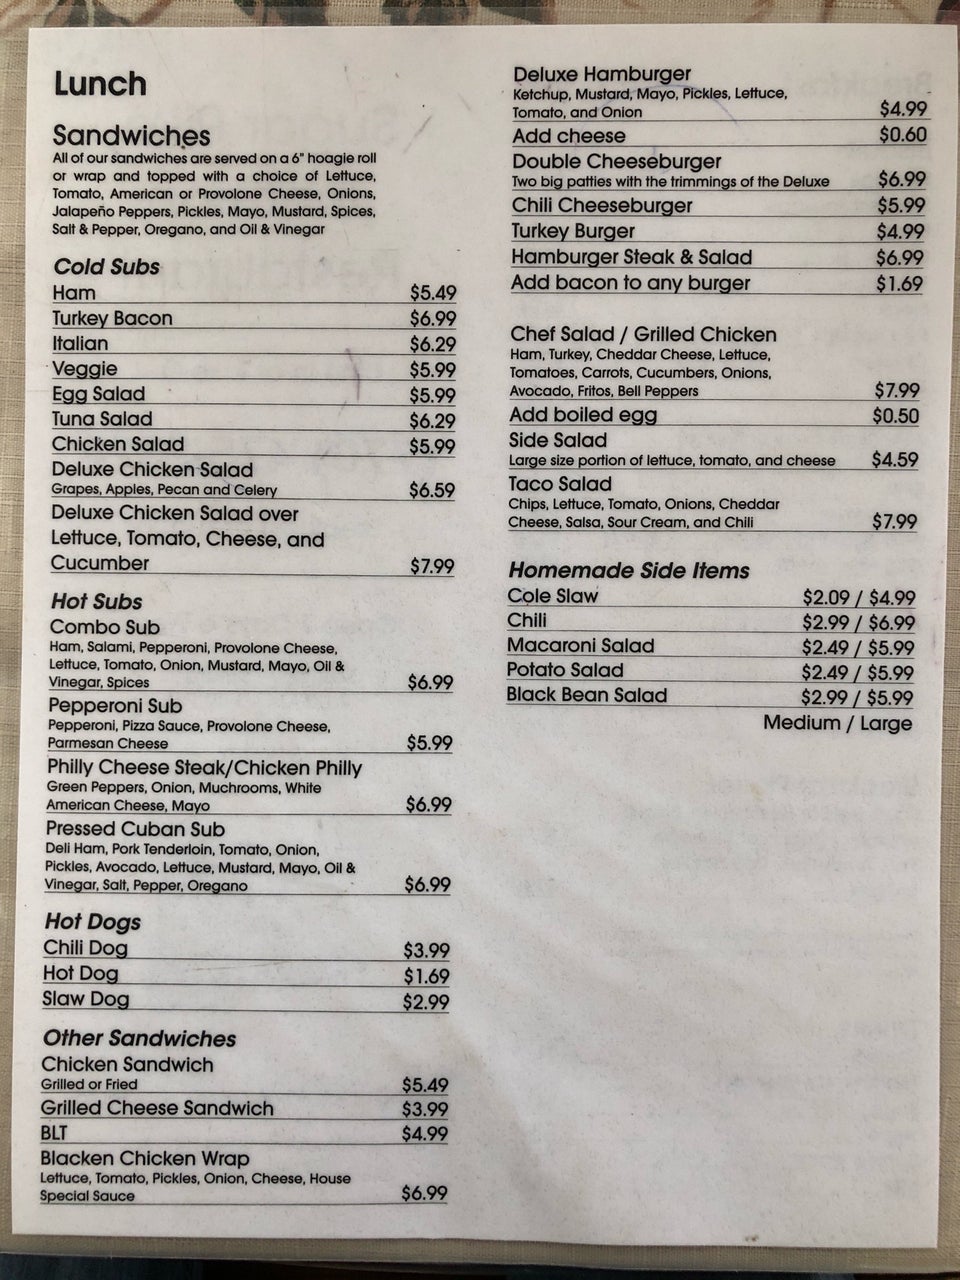 Lunch
Sandwiches
All of our sandwiches are served on a 6" hoagie roll
or wrap and topped with a choice of Lettuce,
Tomato, American or Provolone Cheese, Onions,
Jalapeño Peppers, Pickles, Mayo, Mustard, Spices,
Salt & Pepper, Oregano, and Oil & Vinegar
Cold Subs
Ham $5.49
Turkey Bacon $6.99
Italian $6.29
Veggie $5.99
Egg Salad $5.99
Tuna Salad $6.29
Chicken Salad $5.99
Deluxe Chicken Salad
Grapes, Apples, Pecan and Celery $6.59
Deluxe Chicken Salad over
Lettuce, Tomato, Cheese, and
Cucumber $7.99
Hot Subs
Combo Sub
Ham, Salami, Pepperoni, Provolone Cheese,
Lettuce, Tomato, Onion, Mustard, Mayo, Oil &
Vinegar, Spices $6.99
Pepperoni Sub
Pepperoni, Pizza Sauce, Provolone Cheese,
Parmesan Cheese $5.99
Philly Cheese Steak/Chicken Philly
Green Peppers, Onion, Muchrooms, White
American Cheese, Mayo $6.99
Pressed Cuban Sub
Deli Ham, Pork Tenderloin, Tomato, Onion,
Pickles, Avocado, Lettuce, Mustard, Mayo, Oil &
Vinegar, Salt, Pepper, Oregano $6.99
Hot Dogs
Chili Dog $3.99
Hot Dog $1.69
Slaw Dog $2.99
Other Sandwiches
Chicken Sandwich
Grilled or Fried $5.49
Grilled Cheese Sandwich $3.99
BLT $4.99
Blacken Chicken Wrap
Lettuce, Tomato, Pickles, Onion, Cheese, House
Special Sauce $6.99
Deluxe Hamburger
Ketchup, Mustard, Mayo, Pickles, Lettuce,
Tomato, and Onion $4.99
Add cheese $0.60
Double Cheeseburger
Two big patties with the trimmings of the Deluxe $6.99
Chili Cheeseburger $5.99
Turkey Burger $4.99
Hamburger Steak & Salad $6.99
Add bacon to any burger $1.69
Chef Salad / Grilled Chicken
Ham, Turkey, Cheddar Cheese, Lettuce,
Tomatoes, Carrots, Cucumbers, Onions,
Avocado, Fritos, Bell Peppers $7.99
Add boiled egg $0.50
Side Salad
Large size portion of lettuce, tomato, and cheese $4.59
Taco Salad
Chips, Lettuce, Tomato, Onions, Cheddar
Cheese, Salsa, Sour Cream, and Chili $7.99
Homemade Side Items
Cole Slaw $2.09 / $4.99
Chili $2.99 / $6.99
Macaroni Salad $2.49 / $5.99
Potato Salad $2.49 / $5.99
Black Bean Salad $2.99 / $5.99
Medium / Large